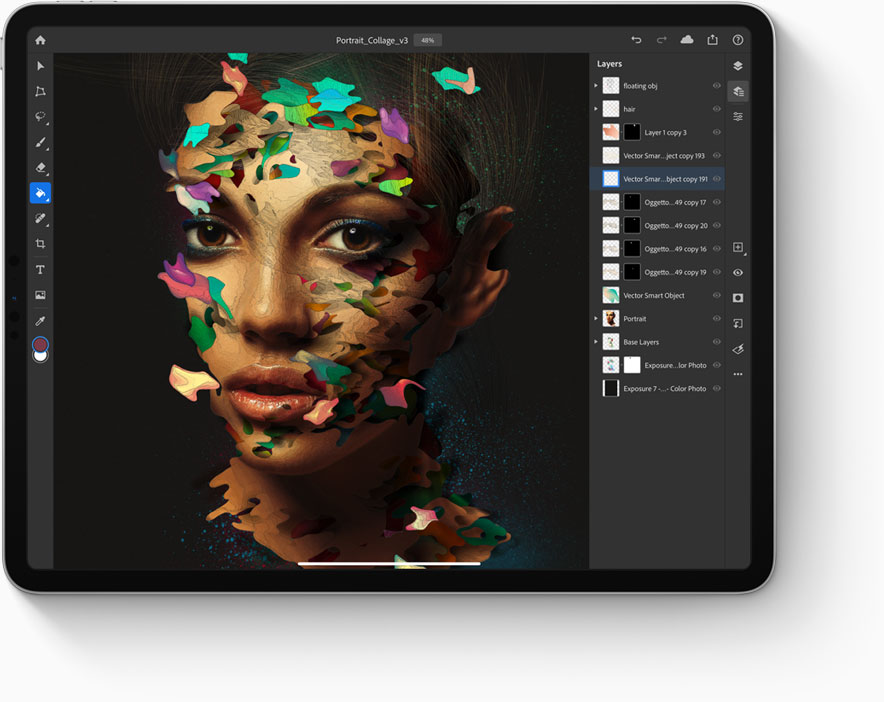 Portrait_Collage_v3 48%
Layers
floating obj
hair
Layer 1 copy 3
Vector Smar...ject copy 193
Vector Smar...bject copy 191
Oggetto...49 copy 17
Oggetto...49 copy 20
Oggetto...49 copy 16
Oggetto...49 copy 19
Vector Smart Object
Portrait
Base Layers
Exposure...lor Photo
Exposure 7 -...- Color Photo
T